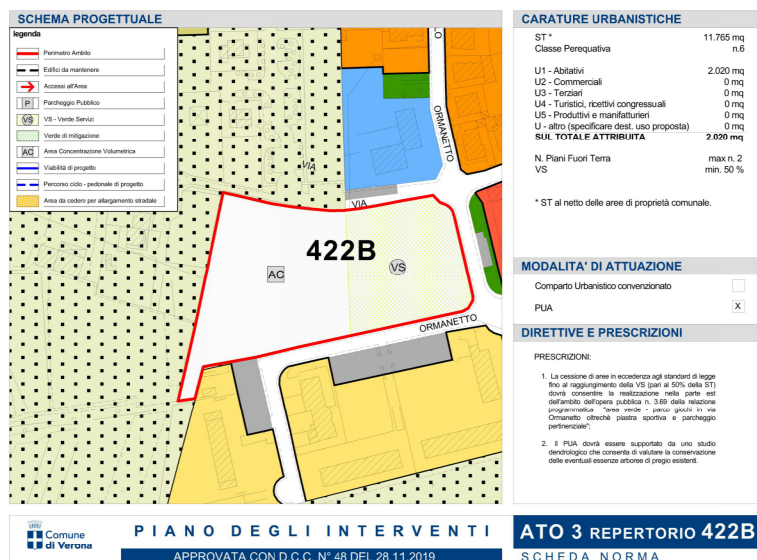 SCHEMA PROGETTUALE
legenda
Perimetro Ambito
Edifici da mantenere
Accessi all'Area
P Parcheggio Pubblico
VS VS - Verde Servizi
Verde di mitigazione
AC Area Concentrazione Volumetrica
Viabilità di progetto
Percorso ciclo - pedonale di progetto
Area da cedere per allargamento stradale
VIA
VIA
ORMANETTO
LO
422B
AC
VS
ORMANETTO
CARATURE URBANISTICHE
ST * 11.765 mq
Classe Perequativa n.6
U1 - Abitativi 2.020 mq
U2 - Commerciali 0 mq
U3 - Terziari 0 mq
U4 - Turistici, ricettivi congressuali 0 mq
U5 - Produttivi e manifatturieri 0 mq
U - altro (specificare dest. uso proposta) 0 mq
SUL TOTALE ATTRIBUITA 2.020 mq
N. Piani Fuori Terra max n. 2
VS min. 50 %
* ST al netto delle aree di proprietà comunale.
MODALITA' DI ATTUAZIONE
Comparto Urbanistico convenzionato
PUA X
DIRETTIVE E PRESCRIZIONI
PRESCRIZIONI:
1. La cessione di aree in eccedenza agli standard di legge
fino al raggiungimento della VS (pari al 50% della ST)
dovrà consentire la realizzazione nella parte est
dell'ambito dell'opera pubblica n. 3.69 della relazione
programmatica "area verde - parco giochi in via
Ormanetto oltreché piastra sportiva e parcheggio
pertinenziale";
2. Il PUA dovrà essere supportato da uno studio
dendrologico che consenta di valutare la conservazione
delle eventuali essenze arboree di pregio esistenti.
Comune
di Verona
PIANO DEGLI INTERVENTI
APPROVATA CON D.C.C. N° 48 DEL 28.11.2019
ATO 3 REPERTORIO 422B
SCHEDA NORMA